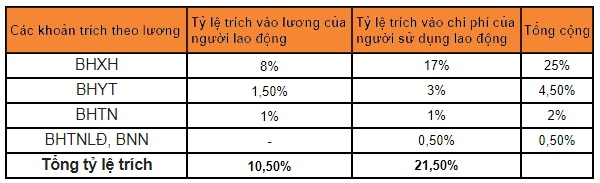 Các khoản trích theo lương
Tỷ lệ trích vào lương của
người lao động
Tỷ lệ trích vào chi phí của
người sử dụng lao động
Tổng cộng
BHXH 8% 17% 25%
BHYT 1,50% 3% 4,50%
BHTN 1% 1% 2%
BHTNLĐ, BNN - 0,50% 0,50%
Tổng tỷ lệ trích 10,50% 21,50%